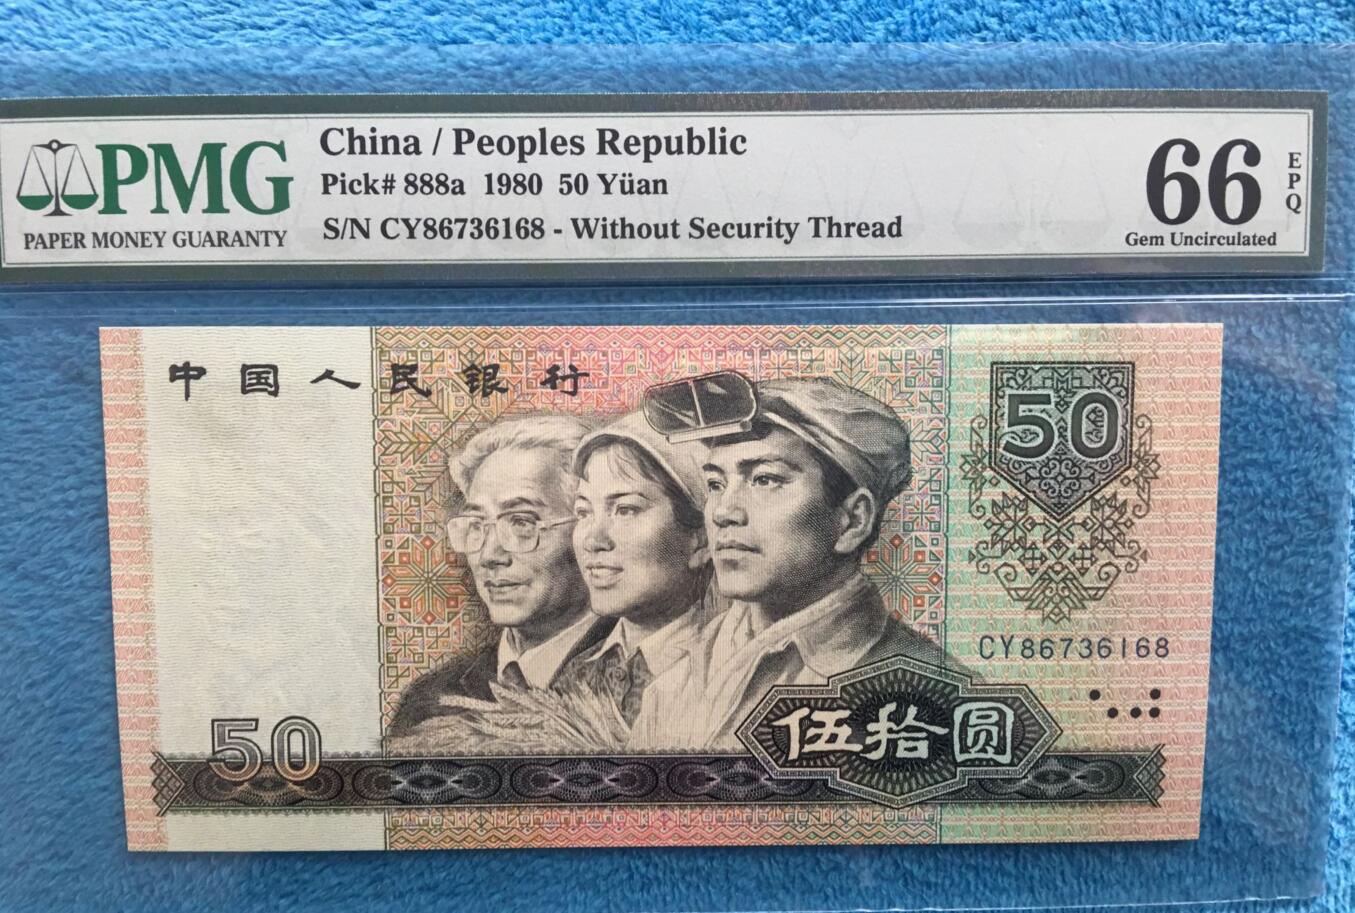 PMG
PAPER MONEY GUARANTY
China / Peoples Republic
Pick# 888a 1980 50 Yüan
S/N CY86736168 - Without Security Thread
66
EPQ
Gem Uncirculated
中国人民银行
50
CY86736168
50
伍拾圆